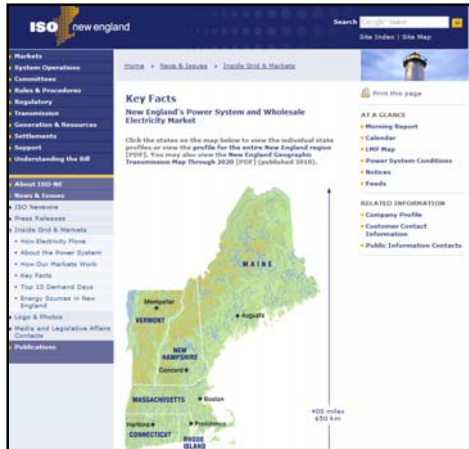 ISO new england
Search
Google™ Search
Site Index | Site Map
Markets
System Operations
Committees
Rules & Procedures
Regulatory
Transmission
Generation & Resources
Settlements
Support
Understanding the Bill
About ISO-NE
News & Issues
ISO Newswire
Press Releases
Inside Grid & Markets
• How Electricity Flows
• About the Power System
• How Our Markets Work
• Key Facts
• Top 10 Demand Days
• Energy Sources in New
England
Logo & Photos
Media and Legislative Affairs
Contacts
Publications
Home
News & Issues
Inside Grid & Markets
Key Facts
New England's Power System and Wholesale
Electricity Market
Click the states on the map below to view the individual state
profiles or view the profile for the entire New England region
[PDF]. You may also view the New England Geographic
Transmission Map Through 2020 [PDF] (published 2010).
MAINE
Montpelier
VERMONT
Augusta
NEW
HAMPSHIRE
Concord
MASSACHUSETTS
Boston
Hartford
Providence
CONNECTICUT
RHODE
ISLAND
400 miles
650 km
Print this page
AT A GLANCE
• Morning Report
• Calendar
• LMP Map
• Power System Conditions
• Notices
• Feeds
RELATED INFORMATION
• Company Profile
• Customer Contact
Information
• Public Information Contacts